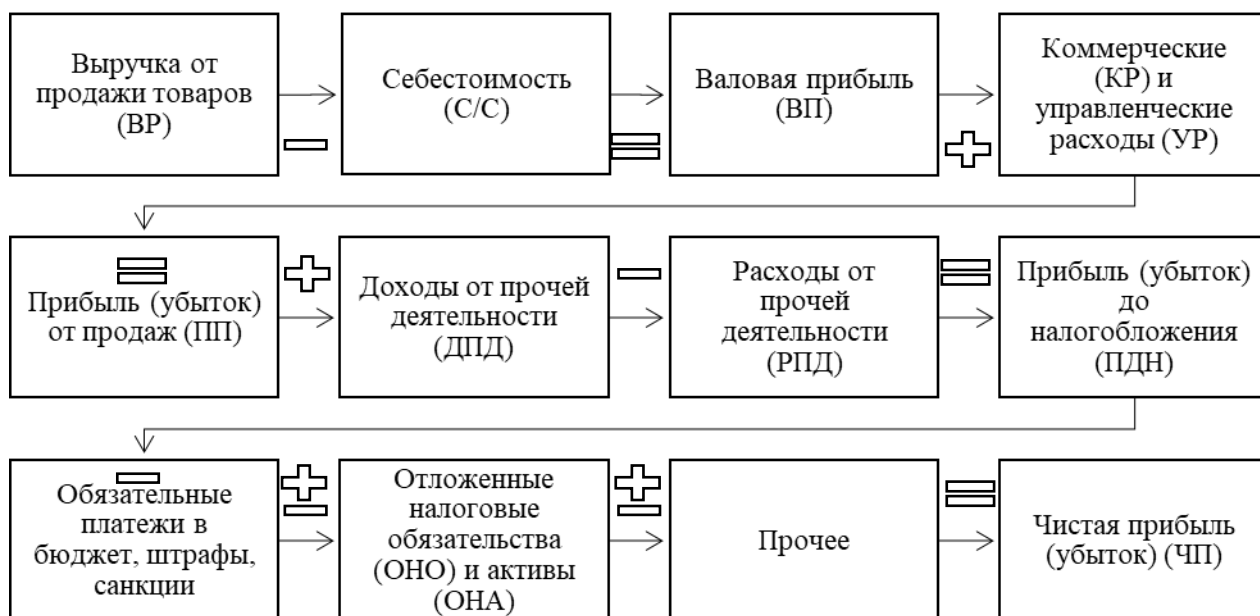 Выручка от
продажи товаров
(ВР)
Себестоимость
(С/С)
Валовая прибыль
(ВП)
Коммерческие
(КР) и
управленческие
расходы (УР)
Прибыль (убыток)
от продаж (ПП)
Доходы от прочей
деятельности
(ДПД)
Расходы от
прочей
деятельности
(РПД)
Прибыль (убыток)
до
налогобложения
(ПДН)
Обязательные
платежи в
бюджет, штрафы,
санкции
Отложенные
налоговые
обязательства
(ОНО) и активы
(ОНА)
Прочее
Чистая прибыль
(убыток) (ЧП)